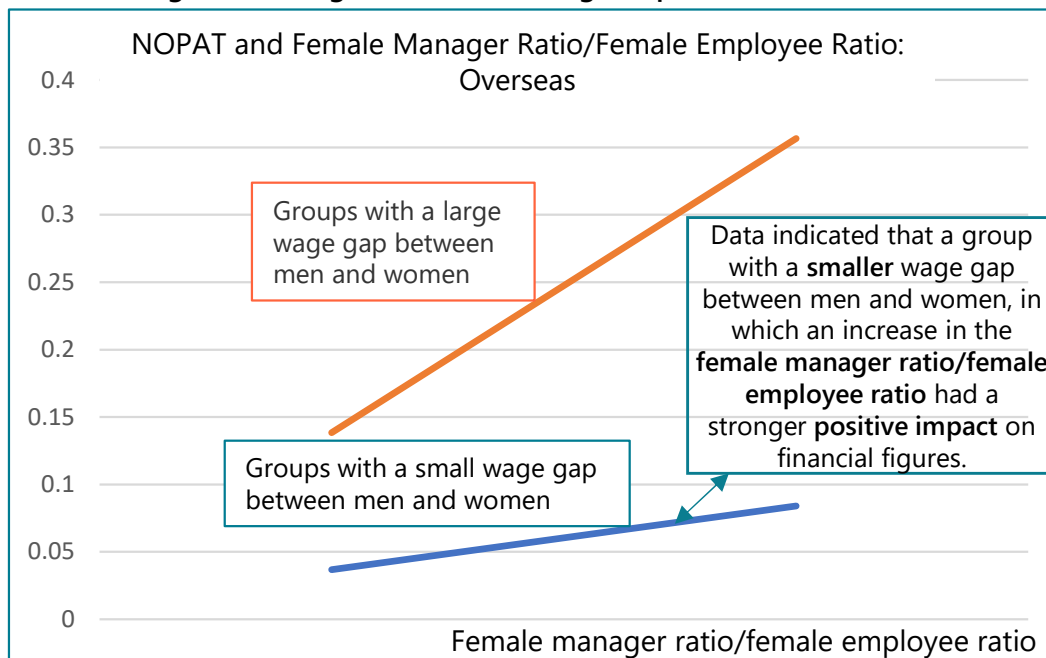 NOPAT and Female Manager Ratio/Female Employee Ratio:
Overseas
0.4
0.35
0.3
0.25
0.2
0.15
0.1
0.05
0
Groups with a large
wage gap between
men and women
Data indicated that a group
with a smaller wage gap
between men and women, in
which an increase in the
female manager ratio/female
employee ratio had a
stronger positive impact on
financial figures.
Groups with a small wage gap
between men and women
Female manager ratio/female employee ratio